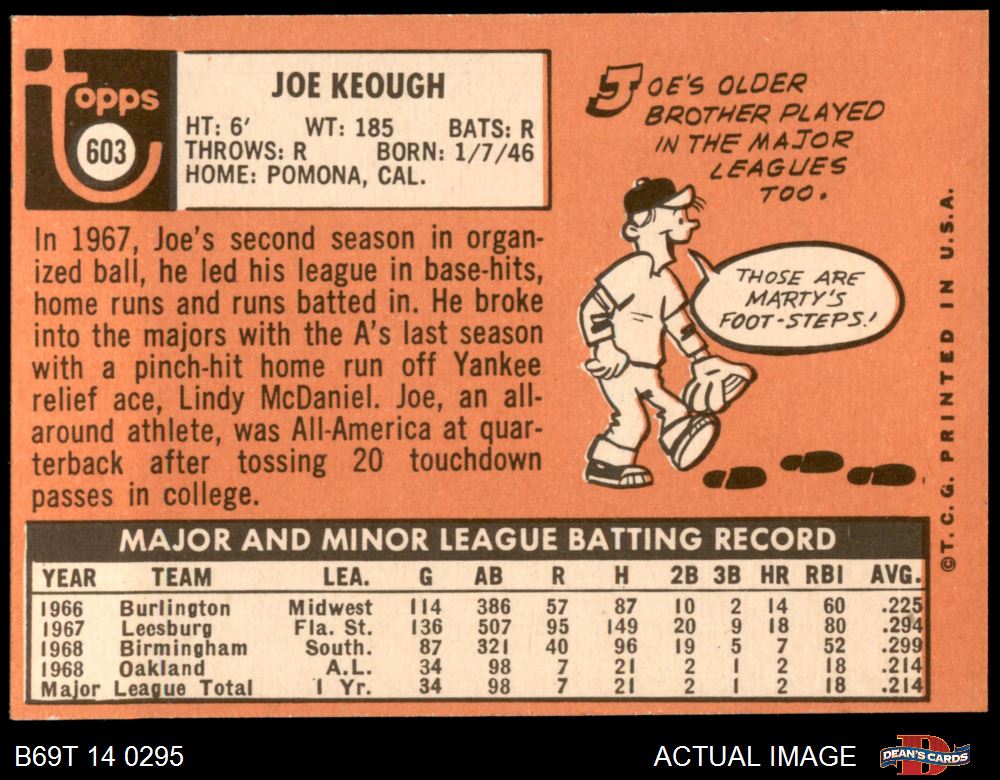 Topps
603
JOE KEOUGH
HT: 6' WT: 185 BATS: R
THROWS: R BORN: 1/7/46
HOME: POMONA, CAL.
In 1967, Joe's second season in organ-
ized ball, he led his league in base-hits,
home runs and runs batted in. He broke
into the majors with the A's last season
with a pinch-hit home run off Yankee
relief ace, Lindy McDaniel. Joe, an all-
around athlete, was All-America at quar-
terback after tossing 20 touchdown
passes in college.
JOE'S OLDER
BROTHER PLAYED
IN THE MAJOR
LEAGUES
TOO.
THOSE ARE
MARTY'S
FOOT-STEPS!
©T. C. G. PRINTED IN U.S.A.
MAJOR AND MINOR LEAGUE BATTING RECORD
YEAR TEAM LEA. G AB R H 2B 3B HR RBI AVG.
1966 Burlington Midwest 114 386 57 87 10 2 14 60 .225
1967 Leesburg Fla. St. 136 507 95 149 20 9 18 80 .294
1968 Birmingham South. 87 321 40 96 19 5 7 52 .299
1968 Oakland A.L. 34 98 7 21 2 1 2 18 .214
Major League Total 1 Yr. 34 98 7 21 2 1 2 18 .214
B69T 14 0295
ACTUAL IMAGE
DEAN'S CARDS